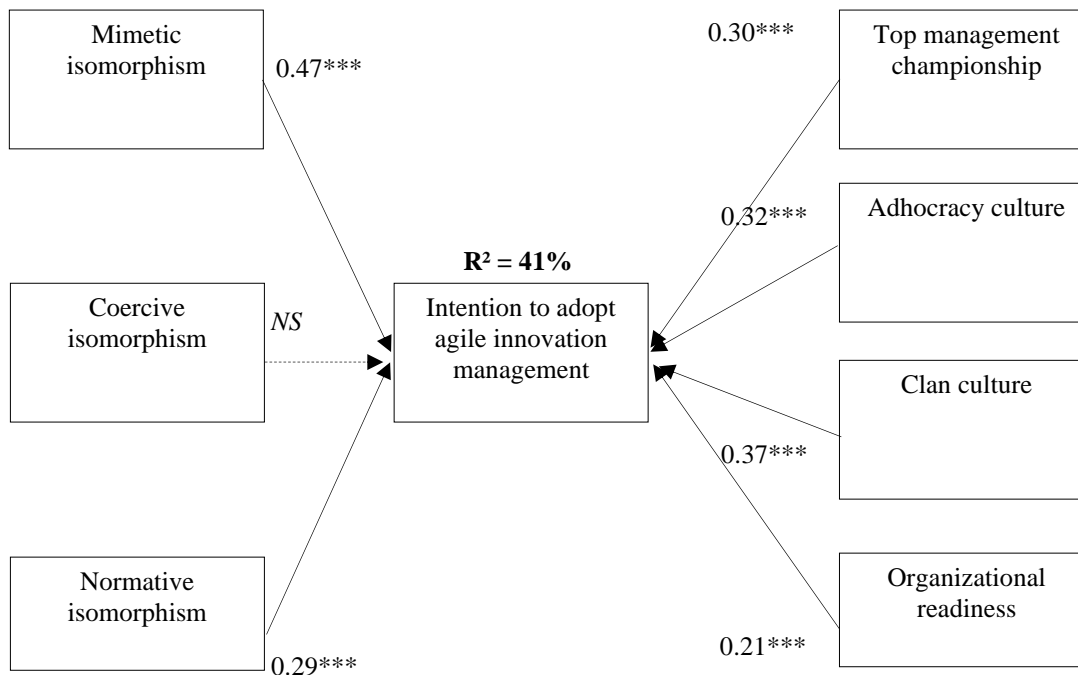 Mimetic
isomorphism
0.47***
0.30***
Top management
championship
0.32***
Adhocracy culture
R² = 41%
Coercive
isomorphism
NS
Intention to adopt
agile innovation
management
Clan culture
0.37***
Normative
isomorphism
0.29***
Organizational
readiness
0.21***